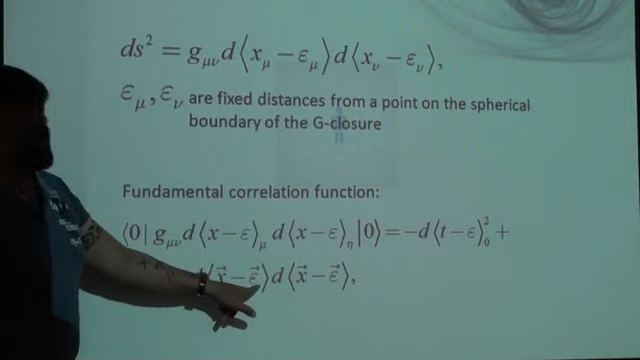 ds² = g_μν d⟨x_μ − ε_μ⟩d⟨x_ν − ε_ν⟩,
ε_μ, ε_ν are fixed distances from a point on the spherical
boundary of the G-closure
Fundamental correlation function:
⟨0| g_μν d⟨x − ε⟩_μ d⟨x − ε⟩_η |0⟩ = −d⟨t − ε⟩₀² +
x⃗ − ε⃗⟩d⟨x⃗ − ε⃗⟩,